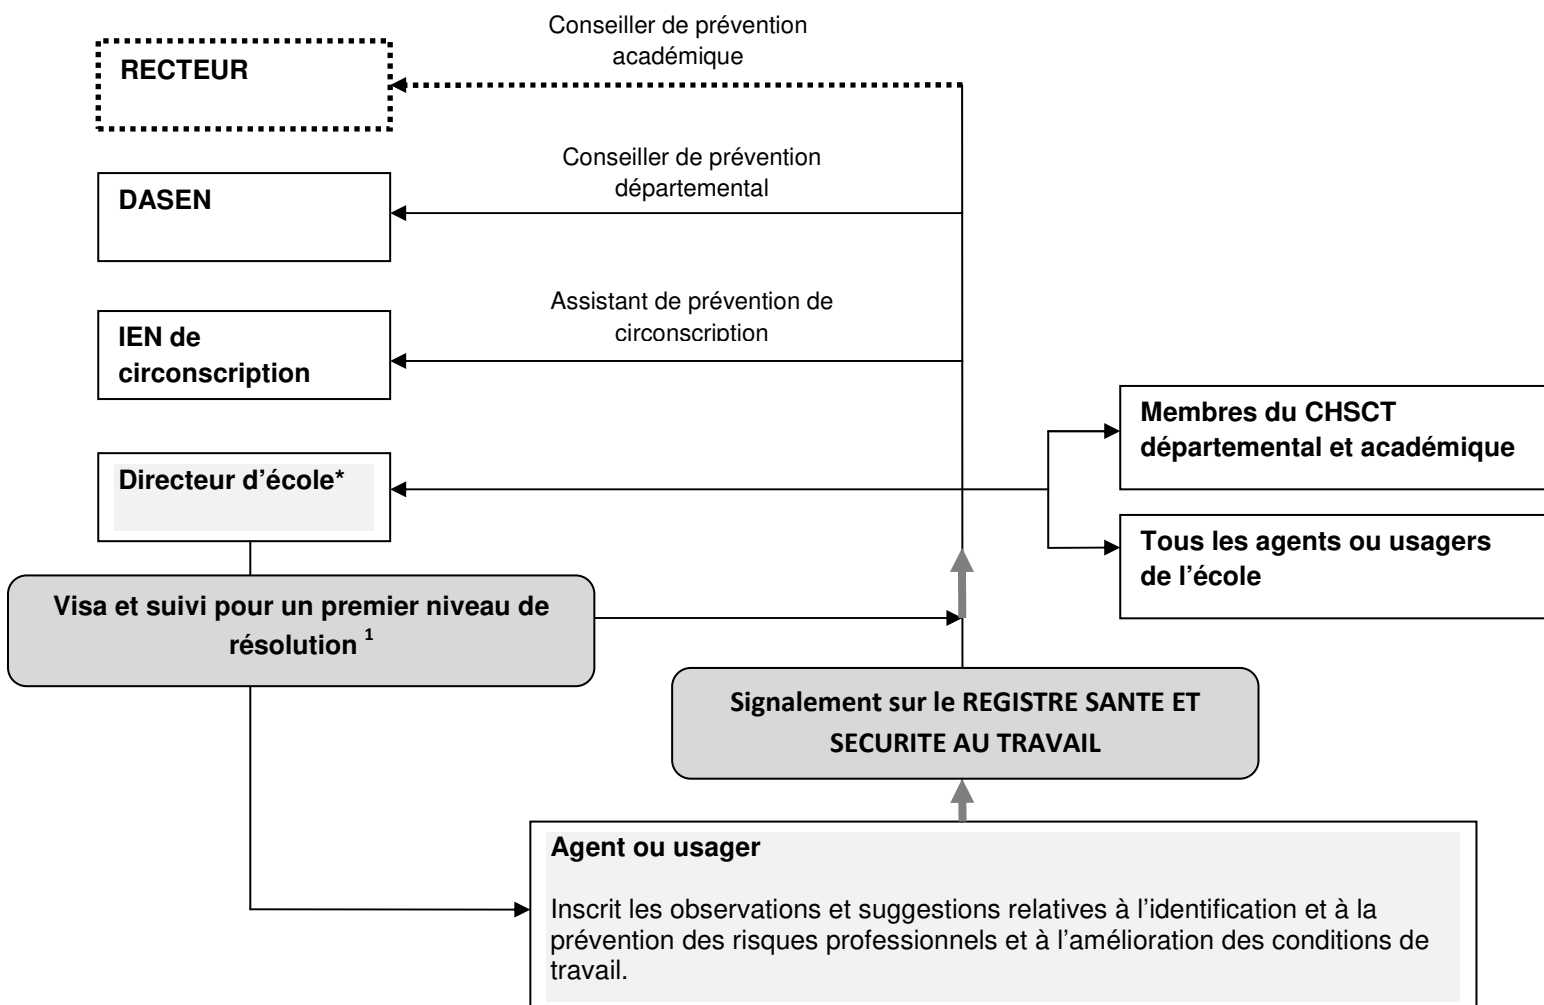 Conseiller de prévention
académique
RECTEUR
Conseiller de prévention
départemental
DASEN
Assistant de prévention de
circonscription
IEN de
circonscription
Membres du CHSCT
départemental et académique
Directeur d'école*
Tous les agents ou usagers
de l'école
Visa et suivi pour un premier niveau de
résolution 1
Signalement sur le REGISTRE SANTE ET
SECURITE AU TRAVAIL
Agent ou usager
Inscrit les observations et suggestions relatives à l'identification et à la
prévention des risques professionnels et à l'amélioration des conditions de
travail.